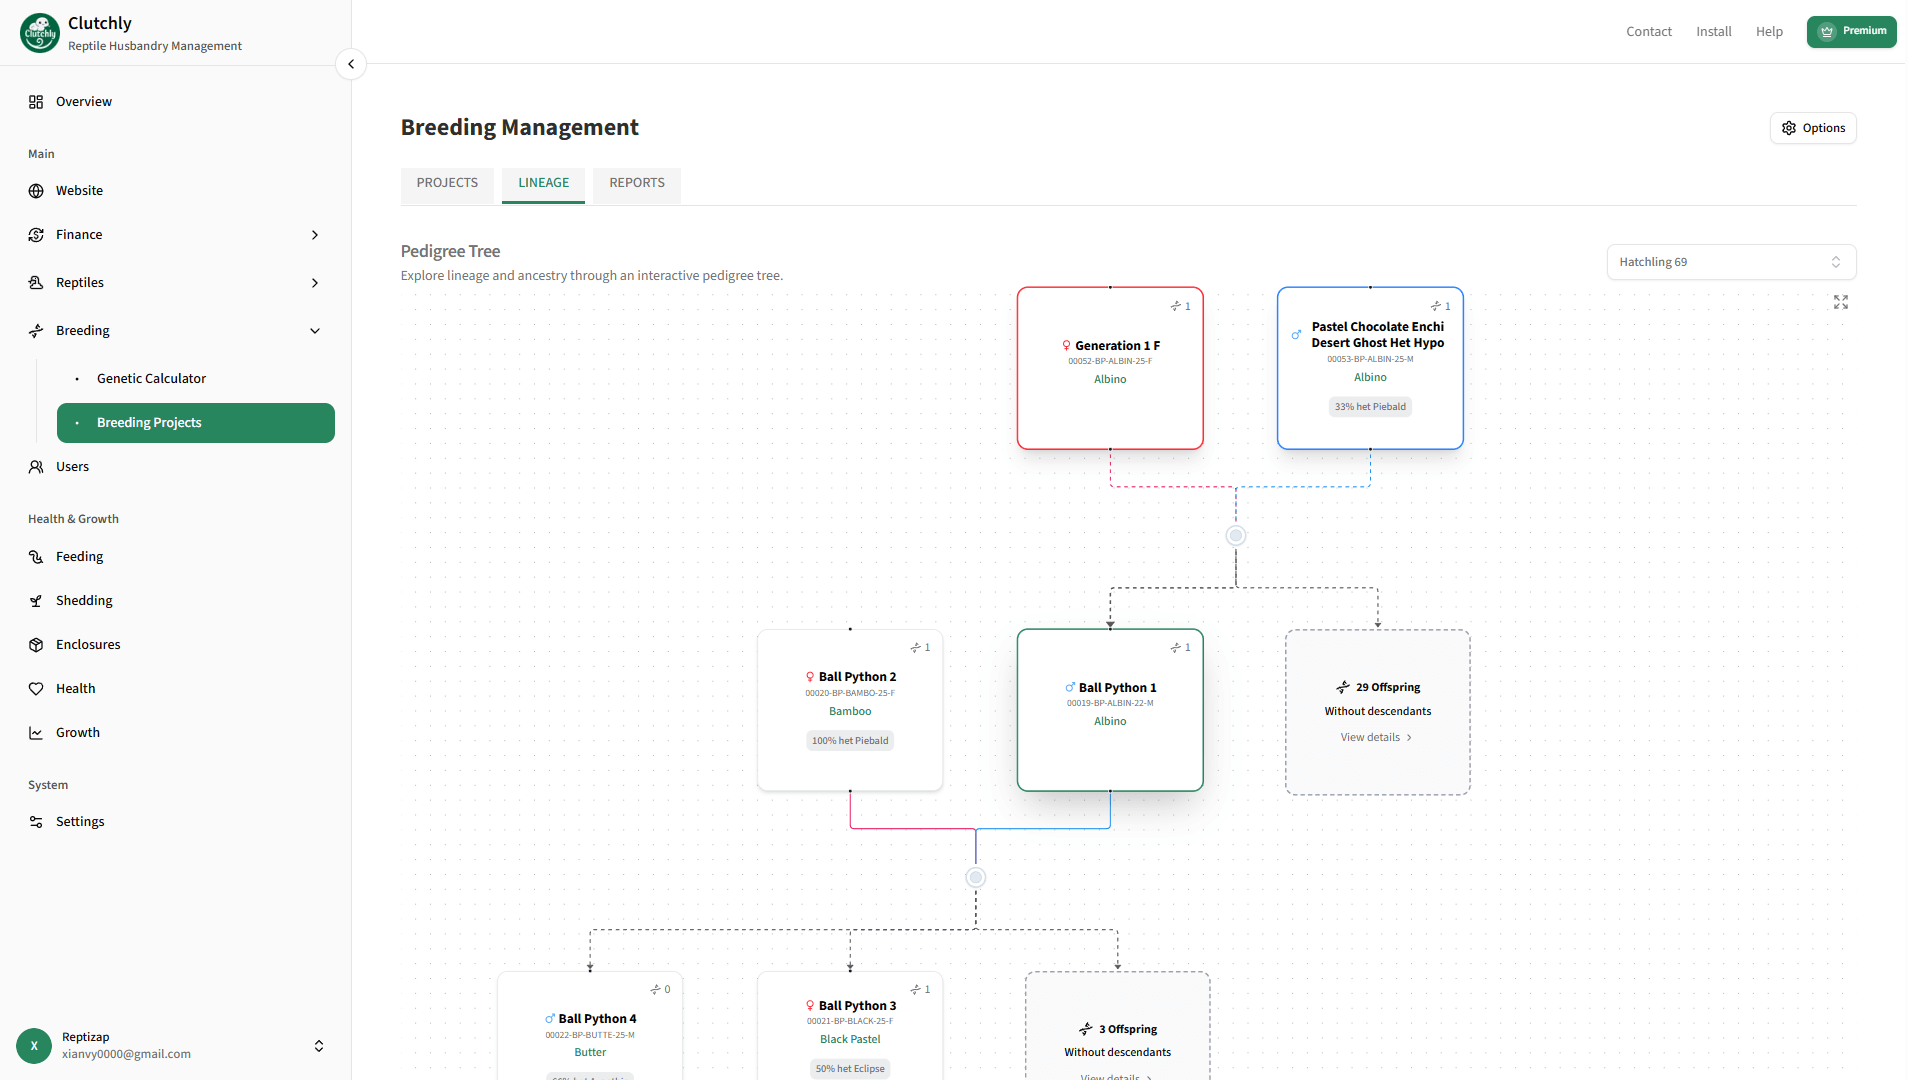 Clutchly
Clutchly
Reptile Husbandry Management
Contact
Install
Help
Premium
Overview
Main
Website
Finance
Reptiles
Breeding
Genetic Calculator
Breeding Projects
Users
Health & Growth
Feeding
Shedding
Enclosures
Health
Growth
System
Settings
X
Reptizap
xianvy0000@gmail.com
Breeding Management
Options
PROJECTS
LINEAGE
REPORTS
Pedigree Tree
Explore lineage and ancestry through an interactive pedigree tree.
Hatchling 69
1
♀ Generation 1 F
00052-BP-ALBIN-25-F
Albino
1
♂ Pastel Chocolate Enchi
Desert Ghost Het Hypo
00053-BP-ALBIN-25-M
Albino
33% het Piebald
1
♀ Ball Python 2
00020-BP-BAMBO-25-F
Bamboo
100% het Piebald
1
♂ Ball Python 1
00019-BP-ALBIN-22-M
Albino
29 Offspring
Without descendants
View details
0
♂ Ball Python 4
00022-BP-BUTTE-25-M
Butter
1
♀ Ball Python 3
00021-BP-BLACK-25-F
Black Pastel
50% het Eclipse
3 Offspring
Without descendants
View details